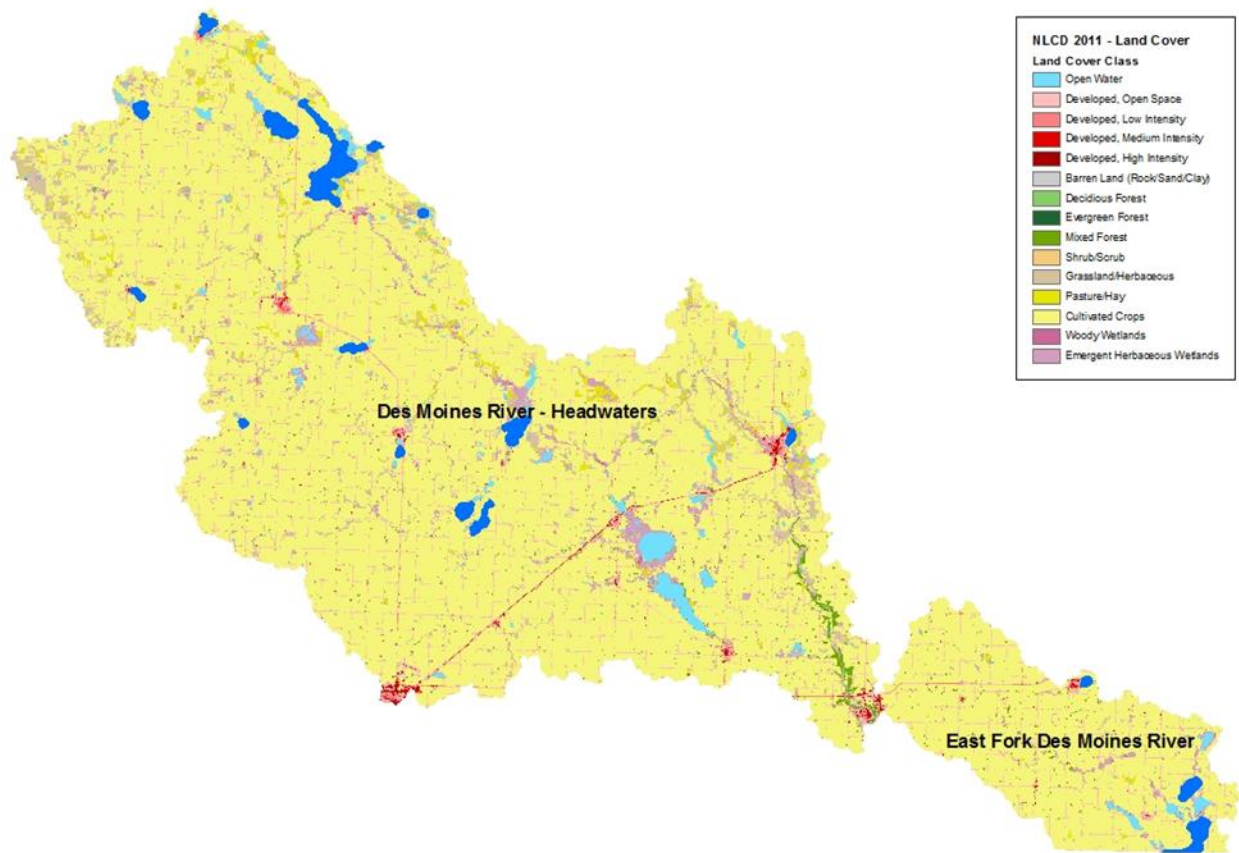 NLCD 2011 - Land Cover
Land Cover Class
Open Water
Developed, Open Space
Developed, Low Intensity
Developed, Medium Intensity
Developed, High Intensity
Barren Land (Rock/Sand/Clay)
Decidious Forest
Evergreen Forest
Mixed Forest
Shrub/Scrub
Grassland/Herbaceous
Pasture/Hay
Cultivated Crops
Woody Wetlands
Emergent Herbaceous Wetlands
Des Moines River - Headwaters
East Fork Des Moines River